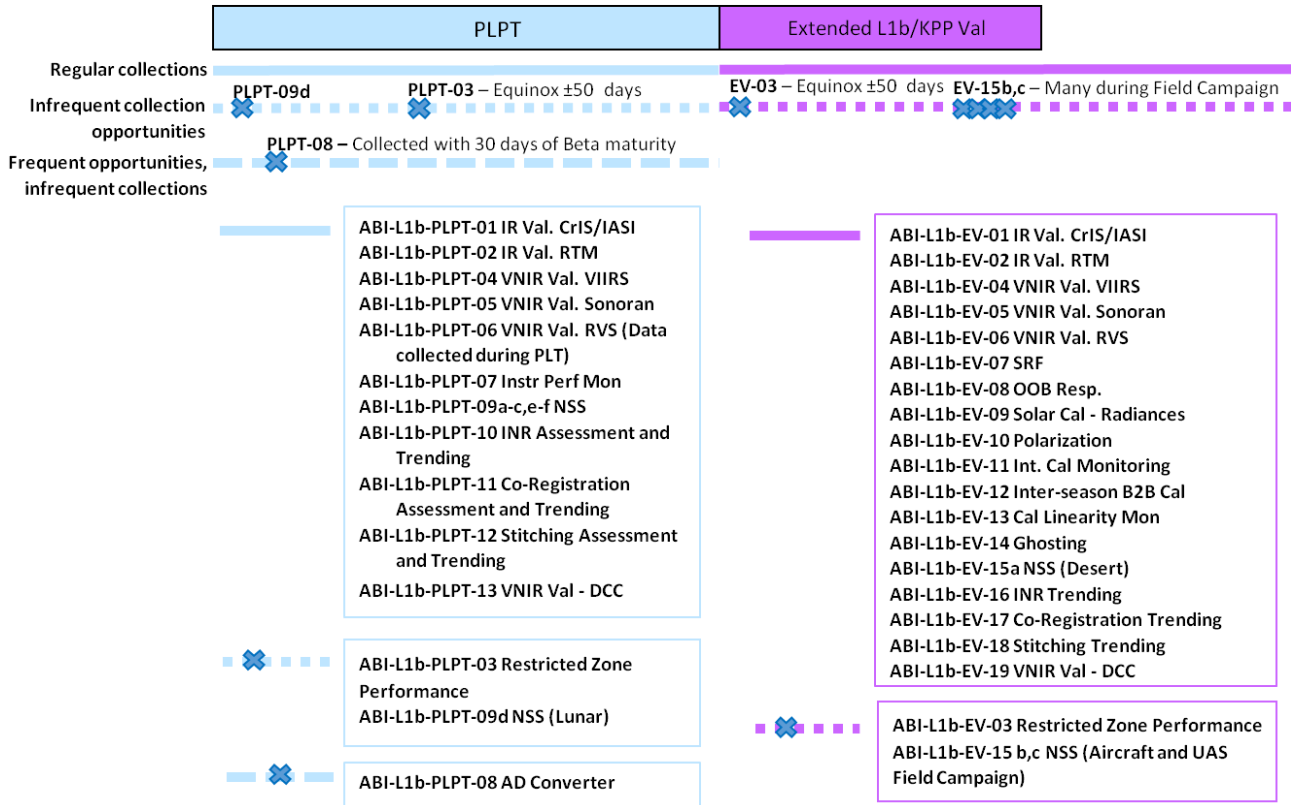 PLPT
Extended L1b/KPP Val
Regular collections
PLPT-09d
PLPT-03 – Equinox ±50 days
EV-03 – Equinox ±50 days
EV-15b,c – Many during Field Campaign
Infrequent collection
opportunities
PLPT-08 – Collected with 30 days of Beta maturity
Frequent opportunities,
infrequent collections
ABI-L1b-PLPT-01 IR Val. CrIS/IASI
ABI-L1b-PLPT-02 IR Val. RTM
ABI-L1b-PLPT-04 VNIR Val. VIIRS
ABI-L1b-PLPT-05 VNIR Val. Sonoran
ABI-L1b-PLPT-06 VNIR Val. RVS (Data
collected during PLT)
ABI-L1b-PLPT-07 Instr Perf Mon
ABI-L1b-PLPT-09a-c,e-f NSS
ABI-L1b-PLPT-10 INR Assessment and
Trending
ABI-L1b-PLPT-11 Co-Registration
Assessment and Trending
ABI-L1b-PLPT-12 Stitching Assessment
and Trending
ABI-L1b-PLPT-13 VNIR Val - DCC
ABI-L1b-EV-01 IR Val. CrIS/IASI
ABI-L1b-EV-02 IR Val. RTM
ABI-L1b-EV-04 VNIR Val. VIIRS
ABI-L1b-EV-05 VNIR Val. Sonoran
ABI-L1b-EV-06 VNIR Val. RVS
ABI-L1b-EV-07 SRF
ABI-L1b-EV-08 OOB Resp.
ABI-L1b-EV-09 Solar Cal - Radiances
ABI-L1b-EV-10 Polarization
ABI-L1b-EV-11 Int. Cal Monitoring
ABI-L1b-EV-12 Inter-season B2B Cal
ABI-L1b-EV-13 Cal Linearity Mon
ABI-L1b-EV-14 Ghosting
ABI-L1b-EV-15a NSS (Desert)
ABI-L1b-EV-16 INR Trending
ABI-L1b-EV-17 Co-Registration Trending
ABI-L1b-EV-18 Stitching Trending
ABI-L1b-EV-19 VNIR Val - DCC
ABI-L1b-PLPT-03 Restricted Zone
Performance
ABI-L1b-PLPT-09d NSS (Lunar)
ABI-L1b-EV-03 Restricted Zone Performance
ABI-L1b-EV-15 b,c NSS (Aircraft and UAS
Field Campaign)
ABI-L1b-PLPT-08 AD Converter